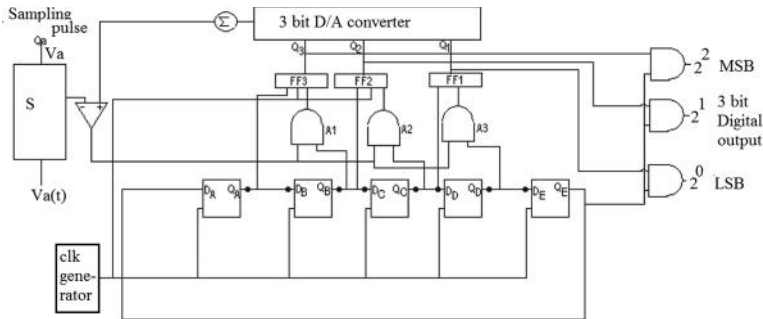 Sampling
pulse
Qa
Va
S
Va(t)
Σ
3 bit D/A converter
Q3
Q2
Q1
FF3
FF2
FF1
A1
A2
A3
- +
DA QA
DB QB
DC QC
DD QD
DE QE
clk
gene-
rator
2^2 MSB
2^1 3 bit
Digital
output
2^0 LSB